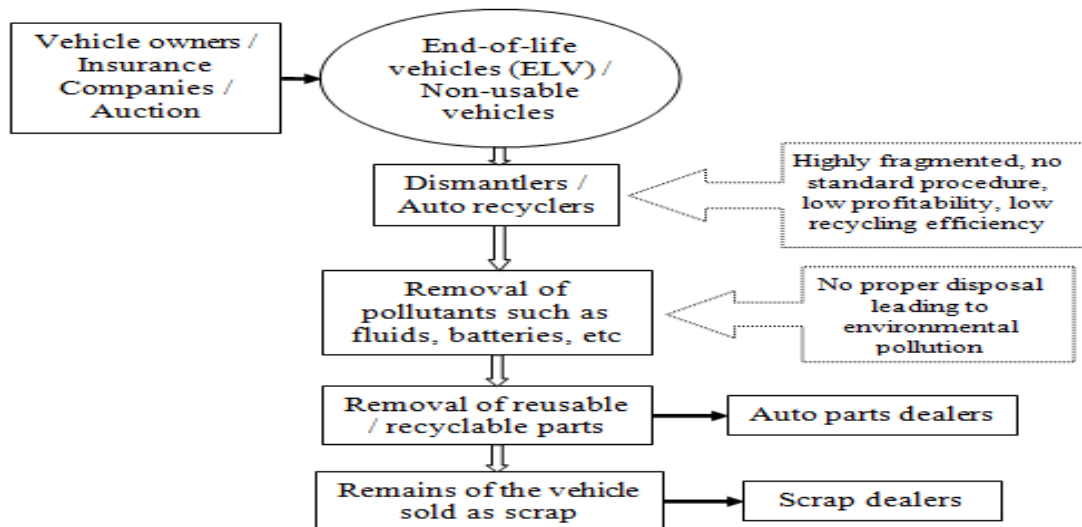 Vehicle owners /
Insurance
Companies /
Auction
End-of-life
vehicles (ELV) /
Non-usable
vehicles
Dismantlers /
Auto recyclers
Highly fragmented, no
standard procedure,
low profitability, low
recycling efficiency
Removal of
pollutants such as
fluids, batteries, etc
No proper disposal
leading to
environmental
pollution
Removal of reusable
/ recyclable parts
Auto parts dealers
Remains of the vehicle
sold as scrap
Scrap dealers